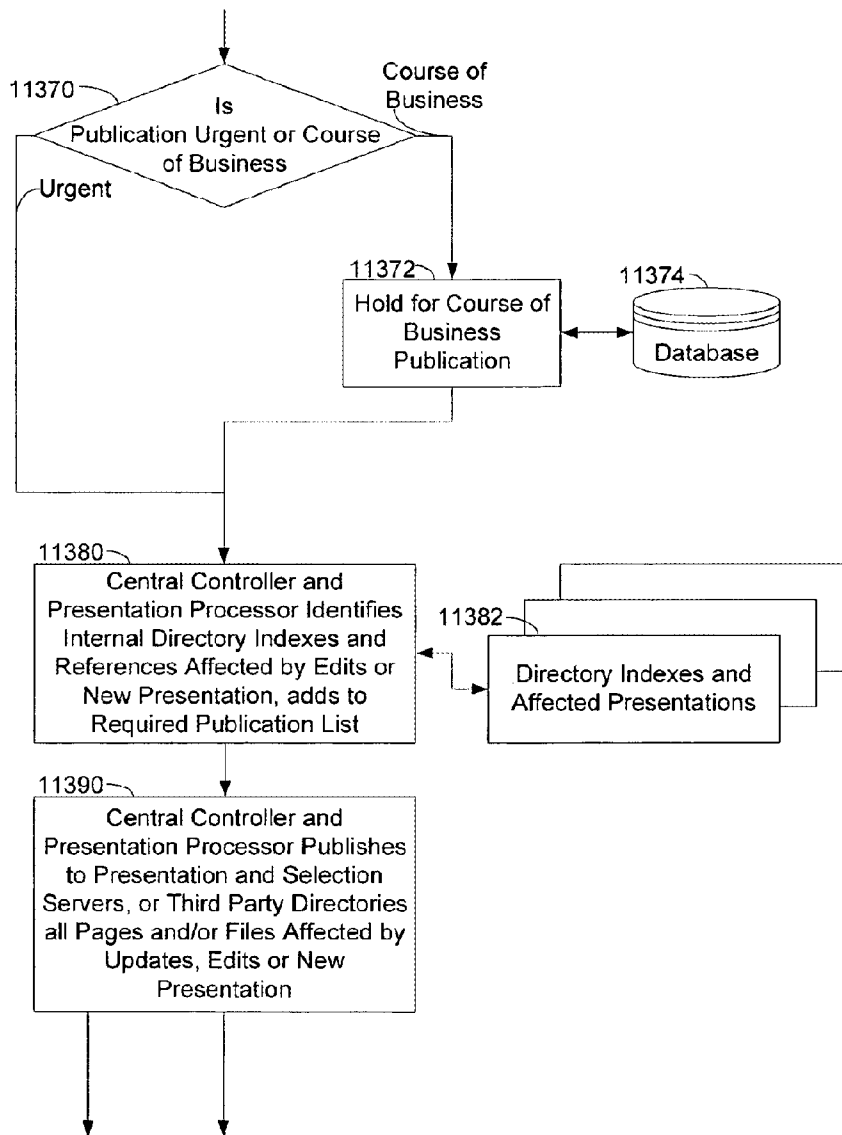 11370
Course of
Business
Is
Publication Urgent or Course
of Business
Urgent
11372
Hold for Course of
Business
Publication
11374
Database
11380
Central Controller and
Presentation Processor Identifies
Internal Directory Indexes and
References Affected by Edits or
New Presentation, adds to
Required Publication List
11382
Directory Indexes and
Affected Presentations
11390
Central Controller and
Presentation Processor Publishes
to Presentation and Selection
Servers, or Third Party Directories
all Pages and/or Files Affected by
Updates, Edits or New
Presentation